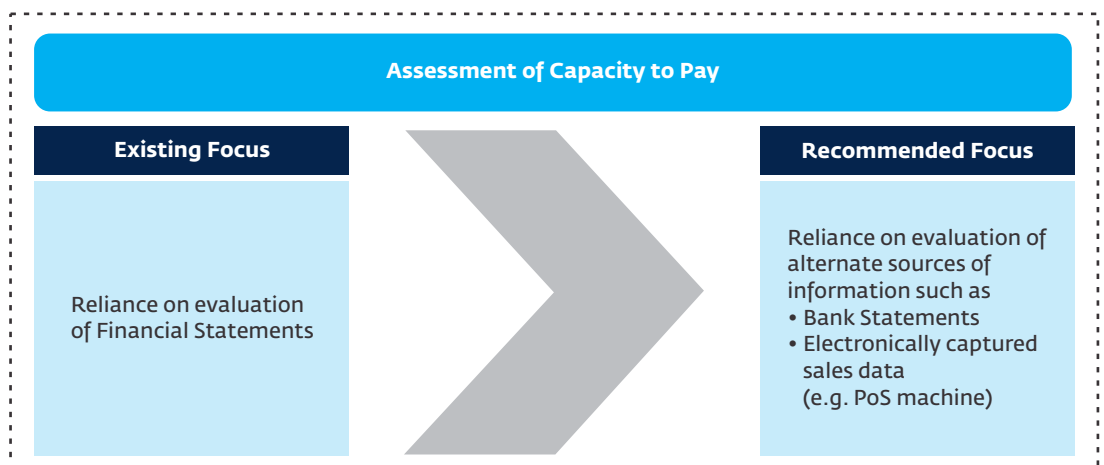 Assessment of Capacity to Pay
Existing Focus
Reliance on evaluation
of Financial Statements
Recommended Focus
Reliance on evaluation of
alternate sources of
information such as
• Bank Statements
• Electronically captured
sales data
(e.g. PoS machine)